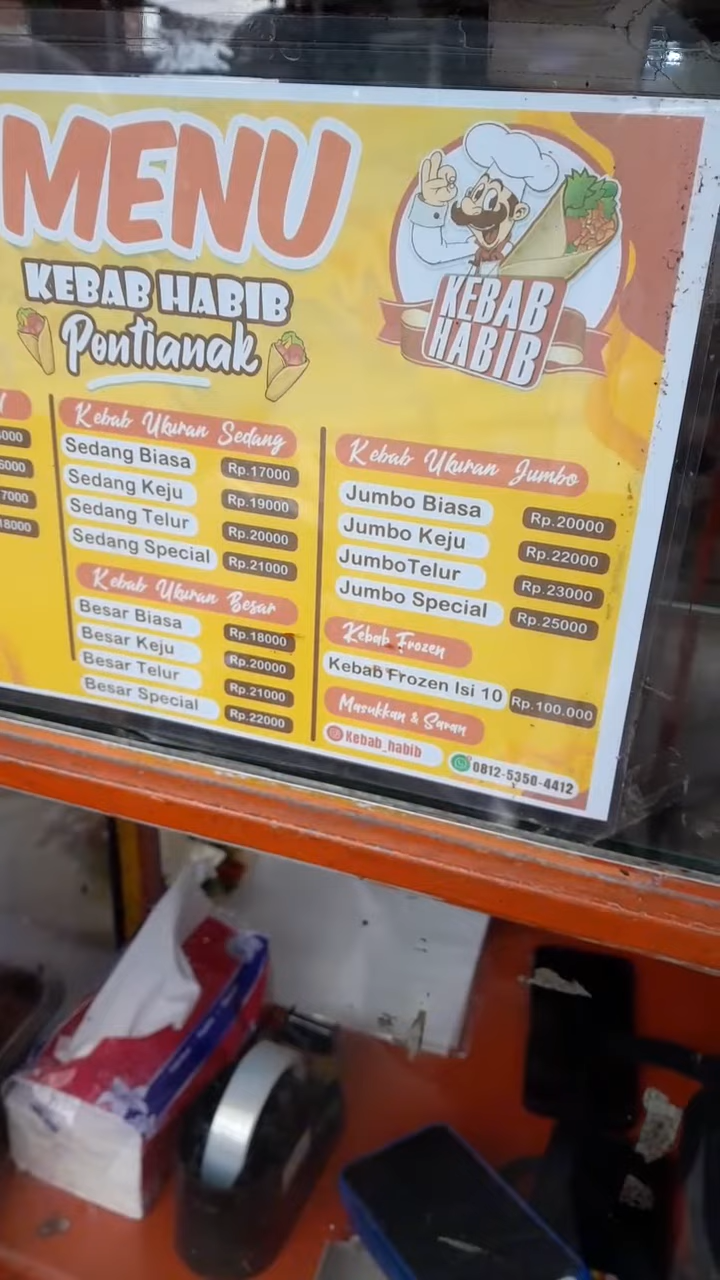 MENU
KEBAB HABIB
Pontianak
KEBAB
HABIB
7000
18000
Kebab Ukuran Sedang
Sedang Biasa Rp.17000
Sedang Keju Rp.19000
Sedang Telur Rp.20000
Sedang Special Rp.21000
Kebab Ukuran Besar
Besar Biasa Rp.18000
Besar Keju Rp.20000
Besar Telur Rp.21000
Besar Special Rp.22000
Kebab Ukuran Jumbo
Jumbo Biasa Rp.20000
Jumbo Keju Rp.22000
JumboTelur Rp.23000
Jumbo Special Rp.25000
Kebab Frozen
Kebab Frozen Isi 10 Rp.100.000
Masukkan & Saran
Kebab_habib 0812-5350-4412